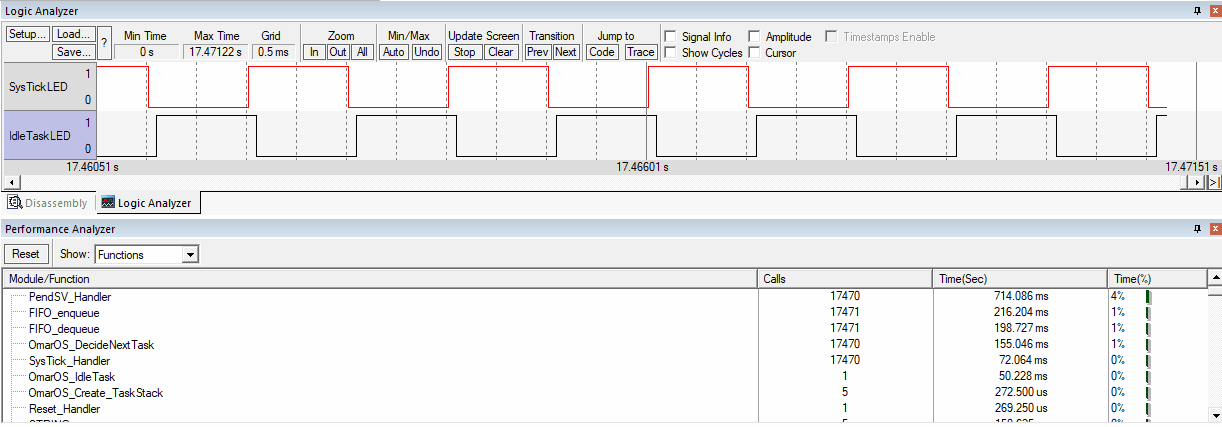 Logic Analyzer
Setup... Load... Save... ? Min Time Max Time Grid Zoom Min/Max Update Screen Transition Jump to Signal Info Amplitude Timestamps Enable
0 s 17.47122 s 0.5 ms In Out All Auto Undo Stop Clear Prev Next Code Trace Show Cycles Cursor
SysTickLED 1
0
IdleTaskLED 1
0
17.46051 s 17.46601 s 17.47151 s
Disassembly Logic Analyzer
Performance Analyzer
Reset Show: Functions
Module/Function Calls Time(Sec) Time(%)
PendSV_Handler 17470 714.086 ms 4%
FIFO_enqueue 17471 216.204 ms 1%
FIFO_dequeue 17471 198.727 ms 1%
OmarOS_DecideNextTask 17470 155.046 ms 1%
SysTick_Handler 17470 72.064 ms 0%
OmarOS_IdleTask 1 50.228 ms 0%
OmarOS_Create_TaskStack 5 272.500 us 0%
Reset_Handler 1 269.250 us 0%